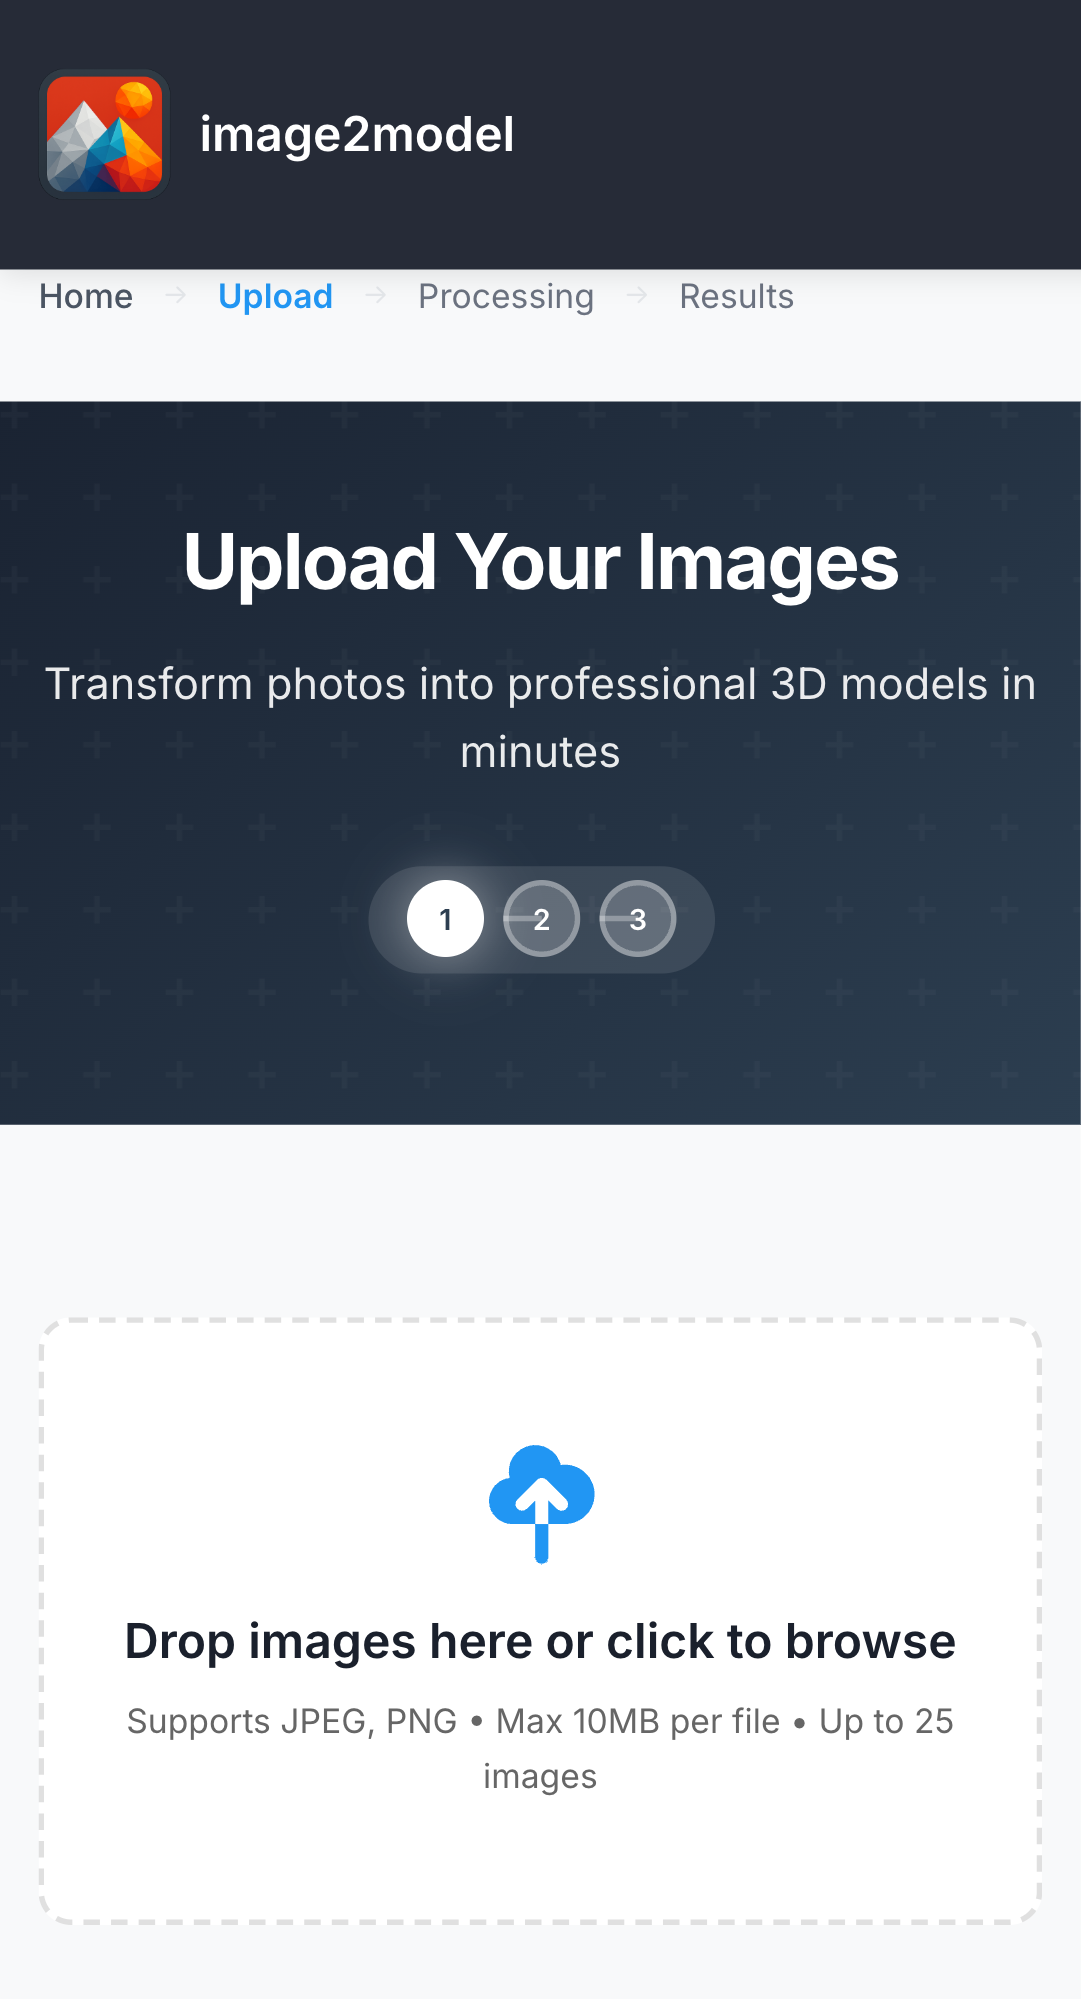 image2model
Home → Upload → Processing → Results
Upload Your Images
Transform photos into professional 3D models in
minutes
1 2 3
Drop images here or click to browse
Supports JPEG, PNG • Max 10MB per file • Up to 25
images